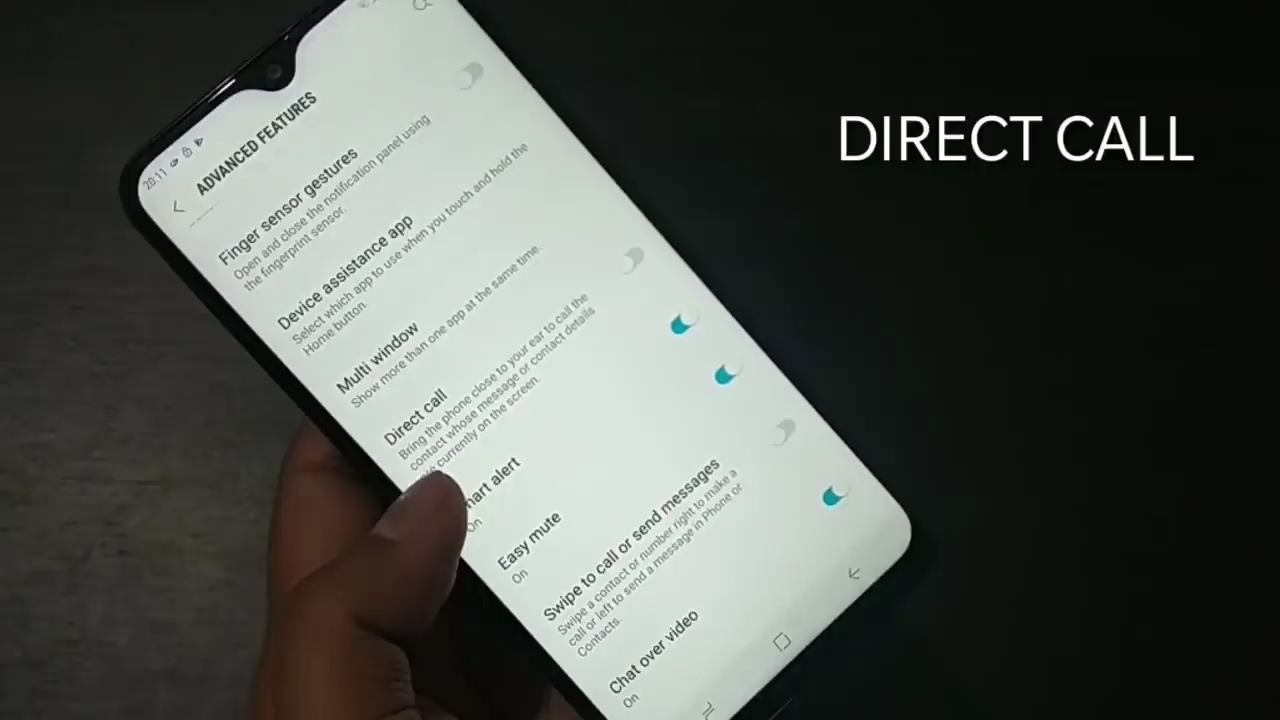 DIRECT CALL
20:11
ADVANCED FEATURES
Finger sensor gestures
Open and close the notification panel using
the fingerprint sensor.
Device assistance app
Select which app to use when you touch and hold the
Home button.
Multi window
Show more than one app at the same time.
Direct call
Bring the phone close to your ear to call the
contact whose message or contact details
currently on the screen.
mart alert
On
Easy mute
On
Swipe to call or send messages
Swipe a contact or number right to make a
call or left to send a message in Phone or
Contacts.
Chat over video
On